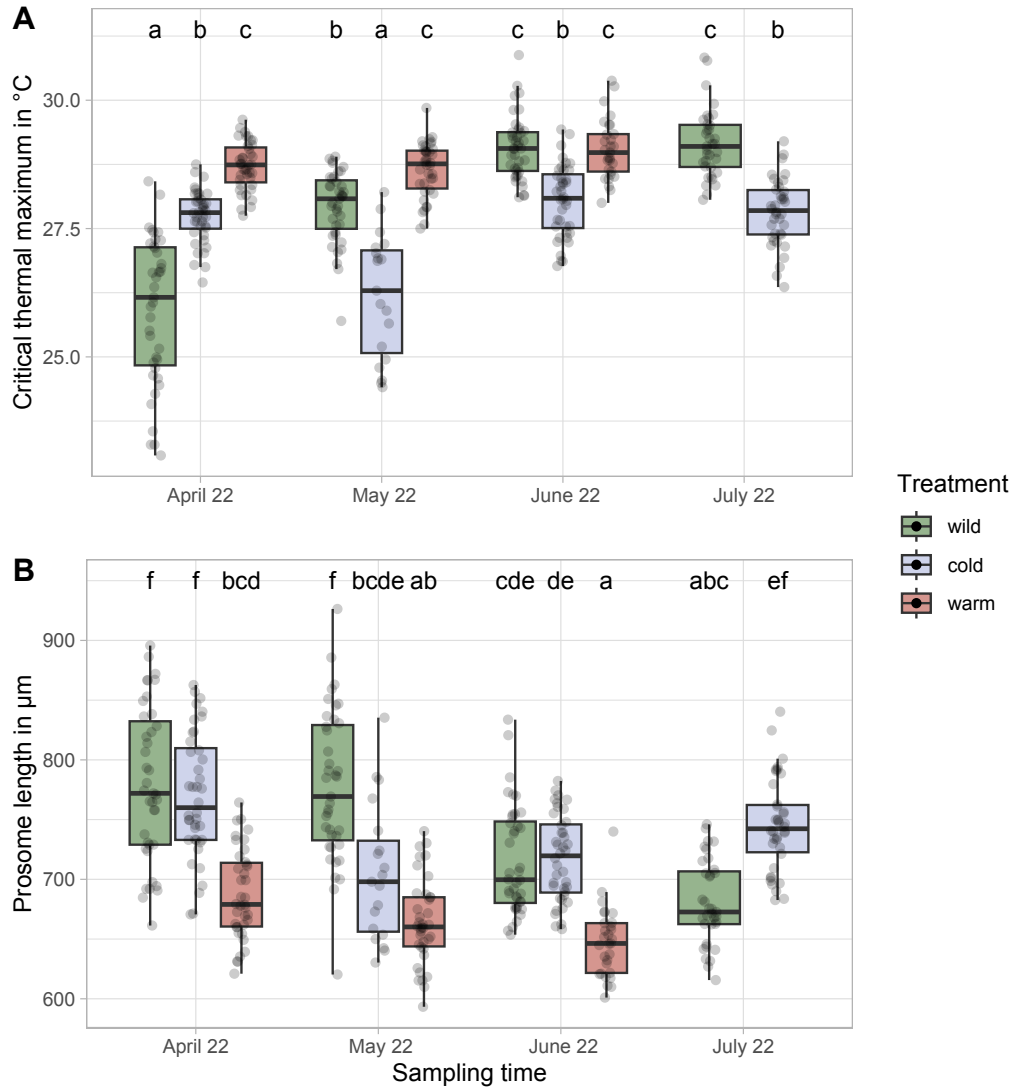 A
a b c b a c c b c c b
Critical thermal maximum in °C
30.0
27.5
25.0
April 22 May 22 June 22 July 22
Treatment
wild
cold
warm
B
f f bcd f bcde ab cde de a abc ef
Prosome length in µm
900
800
700
600
April 22 May 22 June 22 July 22
Sampling time